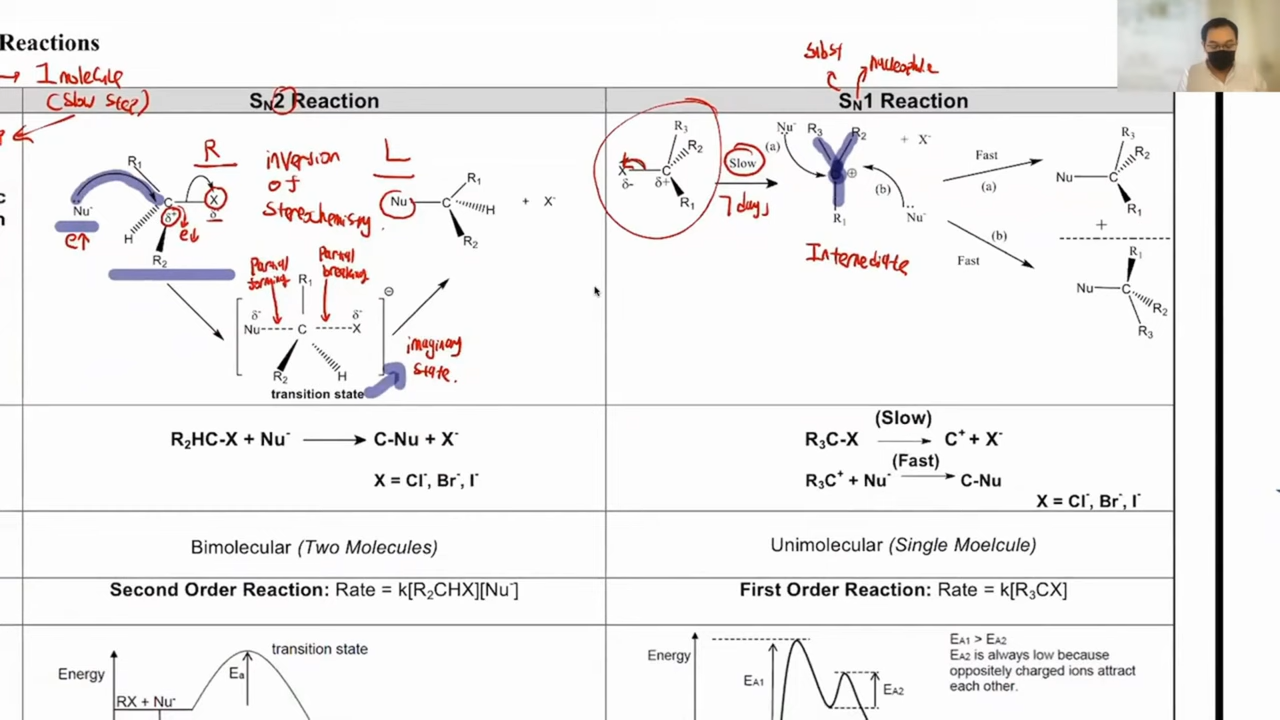 Reactions
→ 1 molecule
(slow step)
subst
nucleophile
SN2 Reaction
SN1 Reaction
R
inversion
of
stereochemistry.
L
R1
Nu-
C
X
δ+
δ-
H
R2
e↑
e↓
Nu
C
R1
H
R2
+ X-
Partial
forming
Partial
breaking
R1
δ-
δ-
Nu
C
X
R2
H
⊖
transition state
imaginary
state.
R3
R2
X
C
δ-
δ+
R1
Slow
7 days
Nu-
(a)
R3
R2
⊕
R1
(b)
Nu-
+ X-
Intermediate
Fast
(a)
(b)
Fast
R3
R2
Nu
C
R1
+
R1
Nu
C
R2
R3
R2HC-X + Nu- → C-Nu + X-
X = Cl-, Br-, I-
(Slow)
R3C-X → C+ + X-
(Fast)
R3C+ + Nu- → C-Nu
X = Cl-, Br-, I-
Bimolecular (Two Molecules)
Unimolecular (Single Moelcule)
Second Order Reaction: Rate = k[R2CHX][Nu-]
First Order Reaction: Rate = k[R3CX]
transition state
Energy
Ea
RX + Nu-
Energy
EA1
EA2
EA1 > EA2
EA2 is always low because
oppositely charged ions attract
each other.